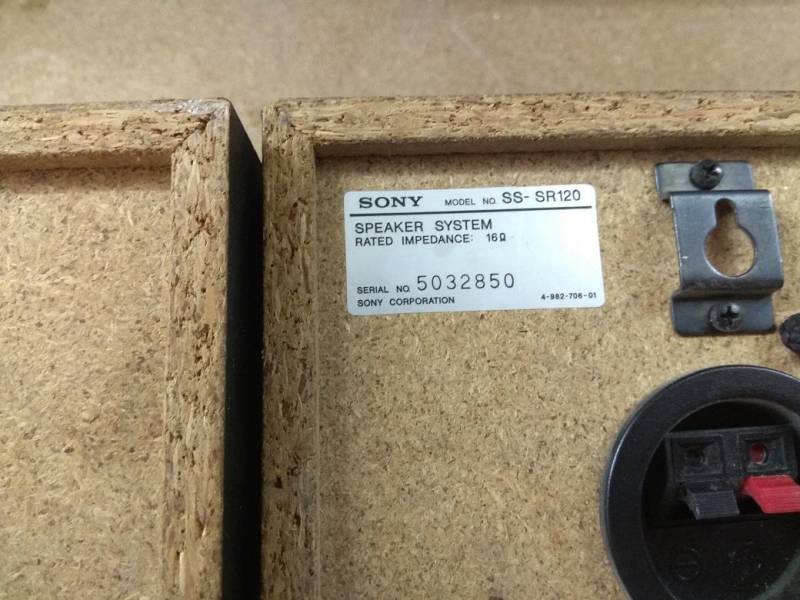 SONY MODEL NO. SS-SR120
SPEAKER SYSTEM
RATED IMPEDANCE: 16Ω
SERIAL NO. 5032850
SONY CORPORATION 4-982-706-01